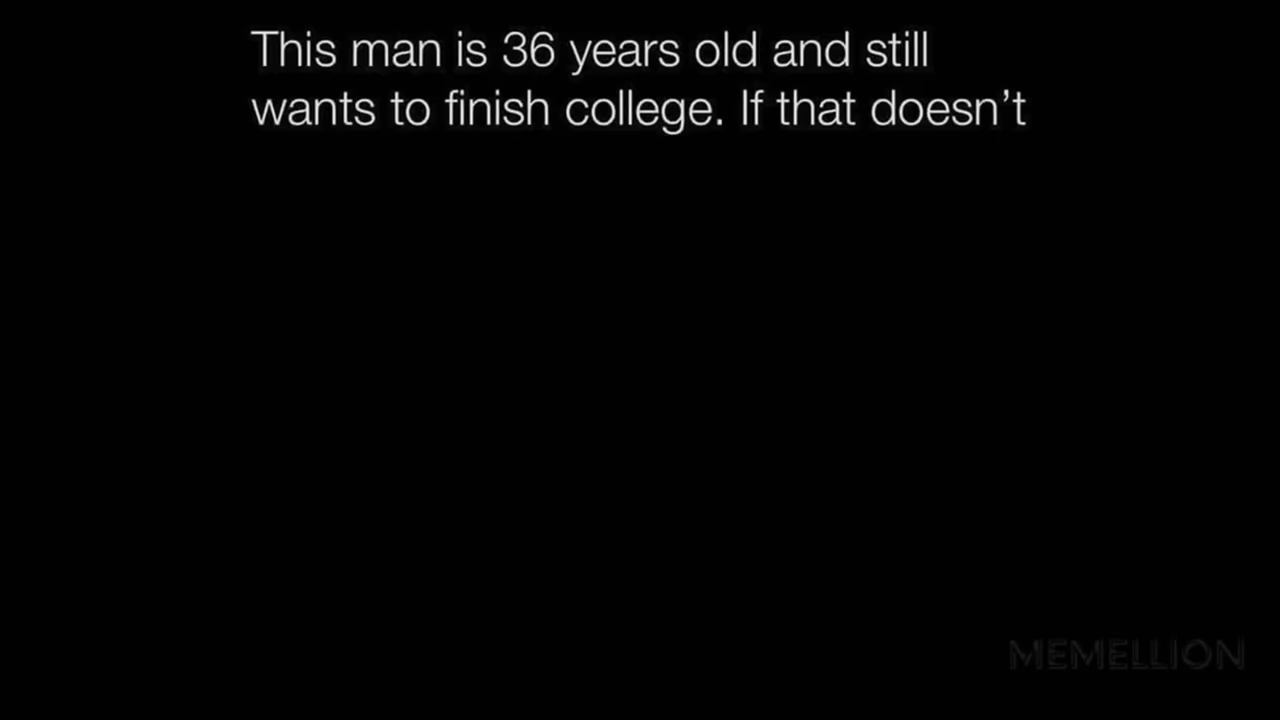 This man is 36 years old and still
wants to finish college. If that doesn’t
MEMELLION